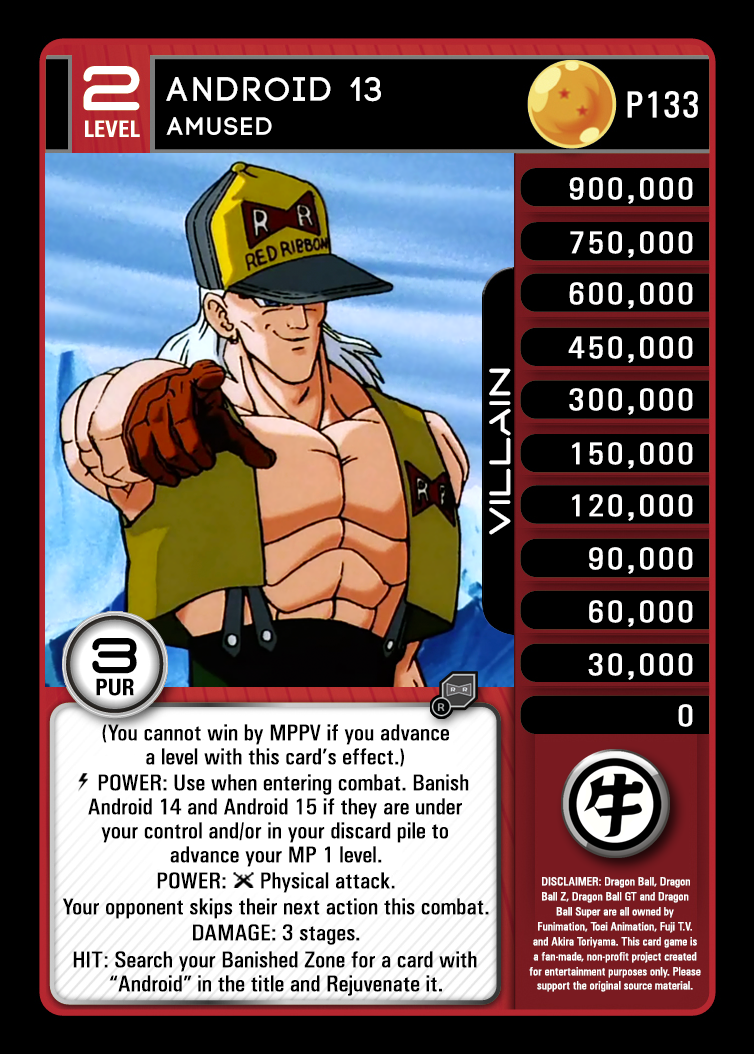 2
LEVEL
ANDROID 13
AMUSED
P133
R R
RED RIBBON
R R
VILLAIN
900,000
750,000
600,000
450,000
300,000
150,000
120,000
90,000
60,000
30,000
0
3
PUR
R R
R
(You cannot win by MPPV if you advance
a level with this card's effect.)
POWER: Use when entering combat. Banish
Android 14 and Android 15 if they are under
your control and/or in your discard pile to
advance your MP 1 level.
POWER: Physical attack.
Your opponent skips their next action this combat.
DAMAGE: 3 stages.
HIT: Search your Banished Zone for a card with
“Android” in the title and Rejuvenate it.
牛
DISCLAIMER: Dragon Ball, Dragon
Ball Z, Dragon Ball GT and Dragon
Ball Super are all owned by
Funimation, Toei Animation, Fuji T.V.
and Akira Toriyama. This card game is
a fan-made, non-profit project created
for entertainment purposes only. Please
support the original source material.